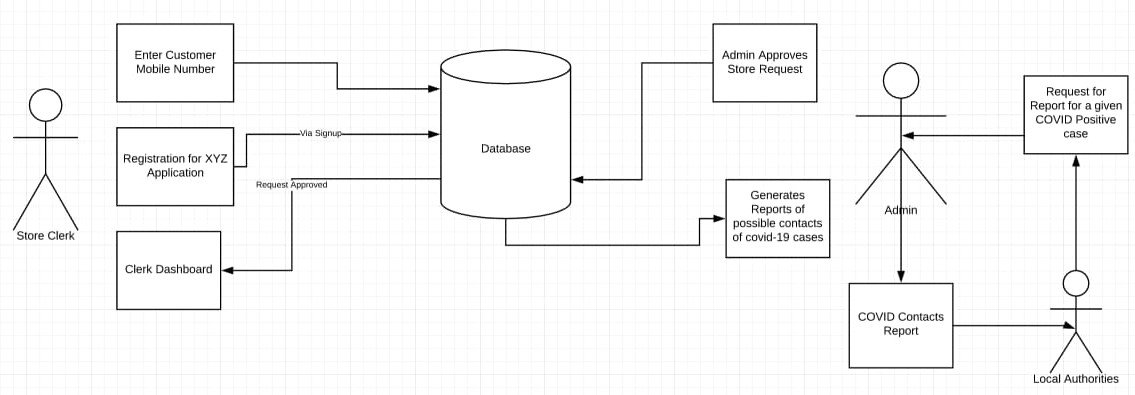 Enter Customer
Mobile Number
Admin Approves
Store Request
Request for
Report for a given
COVID Positive
case
Via Signup
Database
Registration for XYZ
Application
Request Approved
Generates
Reports of
possible contacts
of covid-19 cases
Admin
Store Clerk
Clerk Dashboard
COVID Contacts
Report
Local Authorities